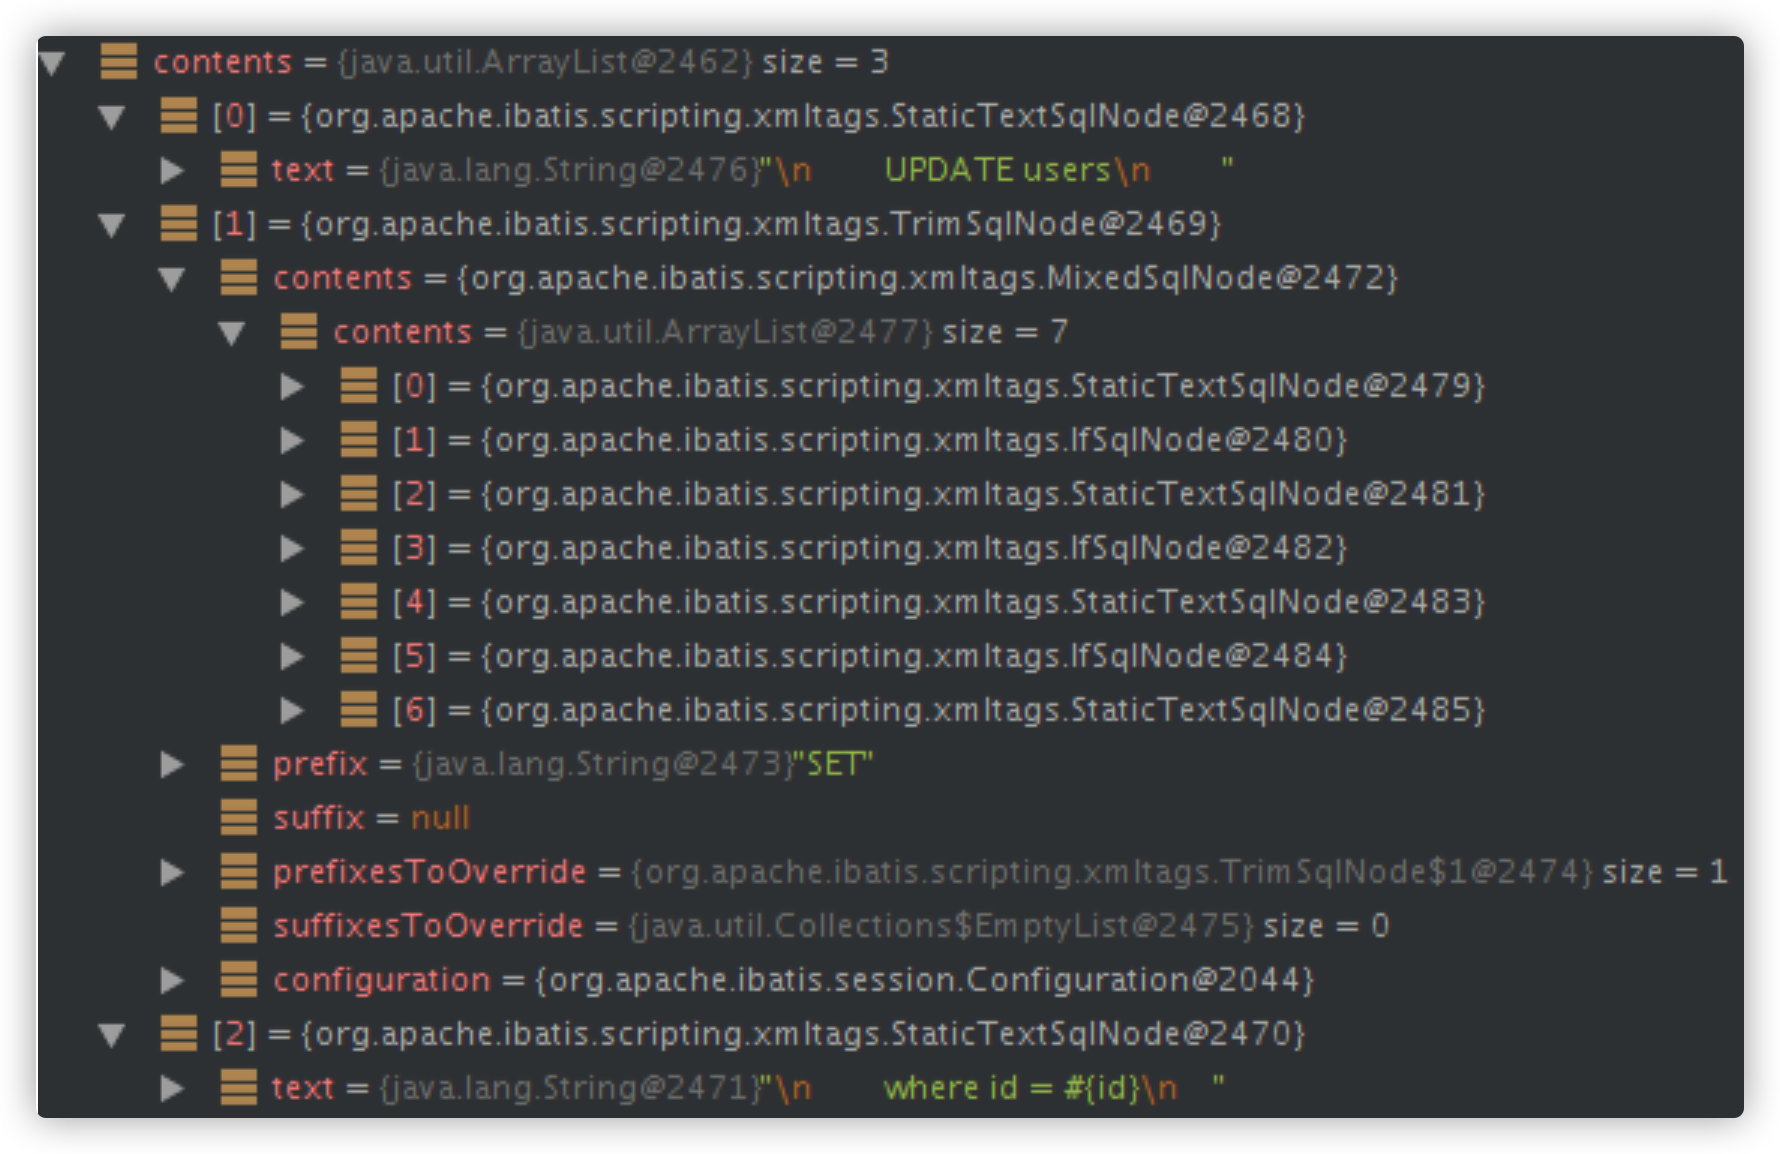 contents = {java.util.ArrayList@2462} size = 3
[0] = {org.apache.ibatis.scripting.xmltags.StaticTextSqlNode@2468}
text = {java.lang.String@2476}"\n        UPDATE users\n        "
[1] = {org.apache.ibatis.scripting.xmltags.TrimSqlNode@2469}
contents = {org.apache.ibatis.scripting.xmltags.MixedSqlNode@2472}
contents = {java.util.ArrayList@2477} size = 7
[0] = {org.apache.ibatis.scripting.xmltags.StaticTextSqlNode@2479}
[1] = {org.apache.ibatis.scripting.xmltags.IfSqlNode@2480}
[2] = {org.apache.ibatis.scripting.xmltags.StaticTextSqlNode@2481}
[3] = {org.apache.ibatis.scripting.xmltags.IfSqlNode@2482}
[4] = {org.apache.ibatis.scripting.xmltags.StaticTextSqlNode@2483}
[5] = {org.apache.ibatis.scripting.xmltags.IfSqlNode@2484}
[6] = {org.apache.ibatis.scripting.xmltags.StaticTextSqlNode@2485}
prefix = {java.lang.String@2473}"SET"
suffix = null
prefixesToOverride = {org.apache.ibatis.scripting.xmltags.TrimSqlNode$1@2474} size = 1
suffixesToOverride = {java.util.Collections$EmptyList@2475} size = 0
configuration = {org.apache.ibatis.session.Configuration@2044}
[2] = {org.apache.ibatis.scripting.xmltags.StaticTextSqlNode@2470}
text = {java.lang.String@2471}"\n        where id = #{id}\n    "